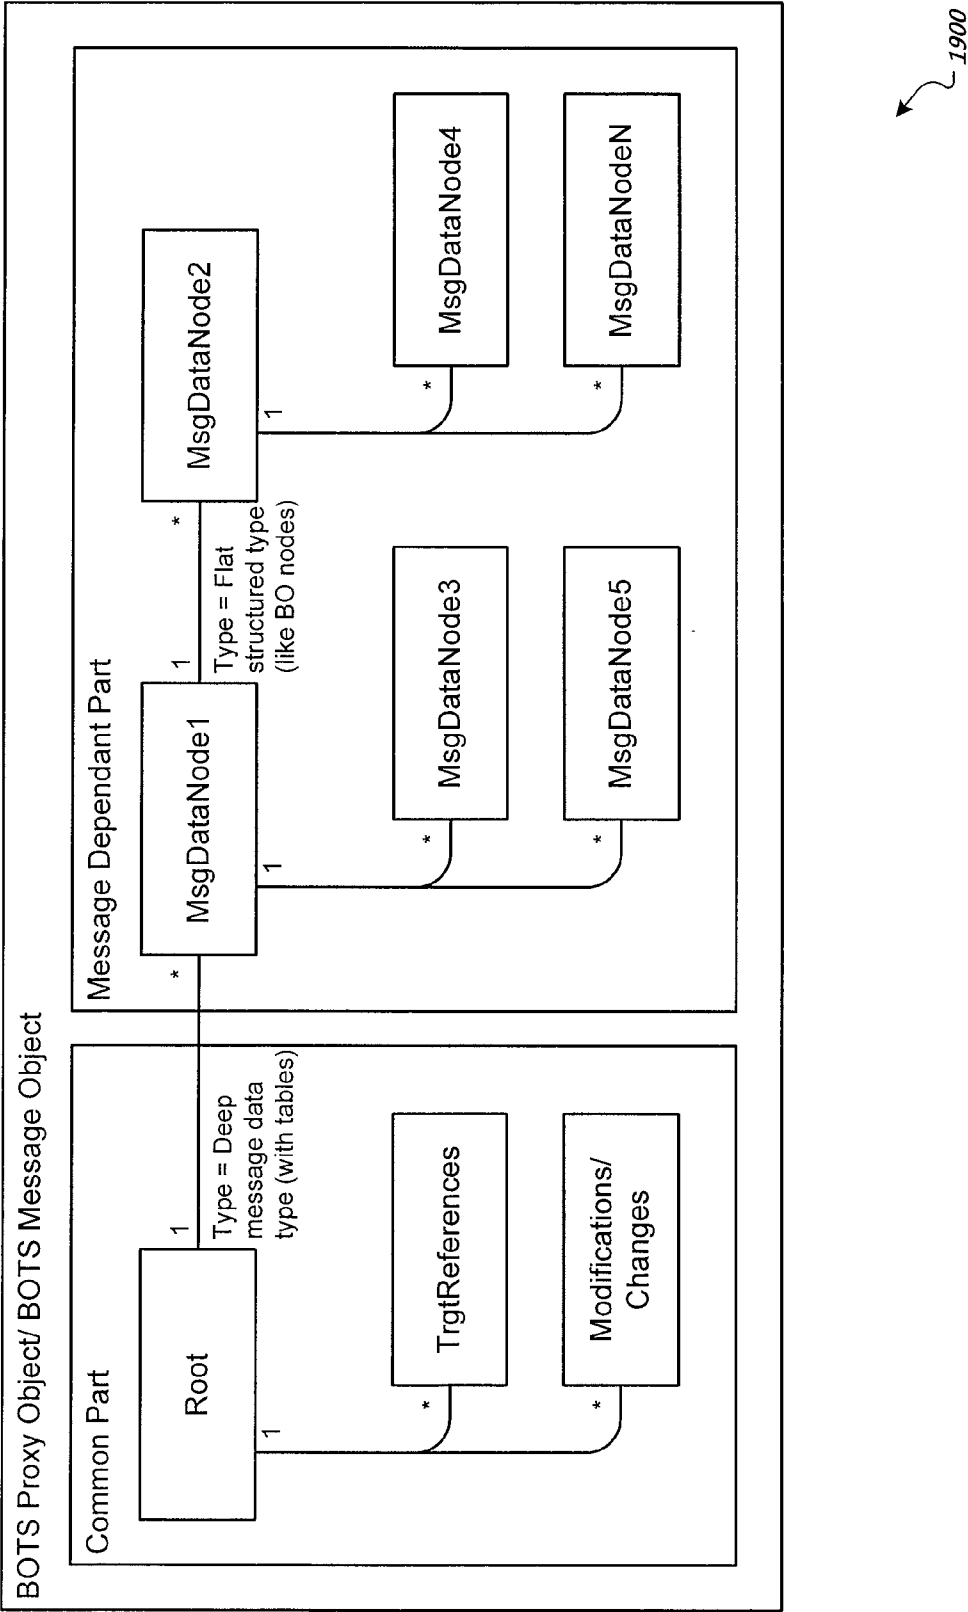 BOTS Proxy Object/ BOTS Message Object
Common Part
Root
1
1
Type = Deep
message data
type (with tables)
*
TrgtReferences
*
Modifications/
Changes
Message Dependant Part
*
MsgDataNode1
1
1
Type = Flat
structured type
(like BO nodes)
*
MsgDataNode3
*
MsgDataNode5
*
MsgDataNode2
1
*
MsgDataNode4
*
MsgDataNodeN
1900